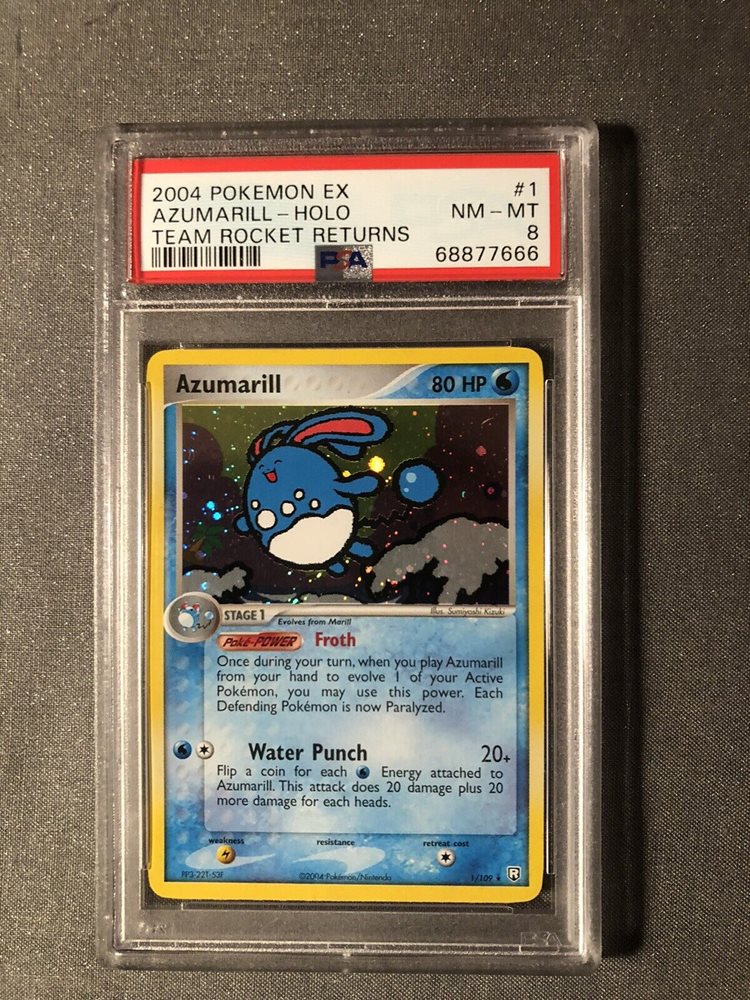 2004 POKEMON EX #1
AZUMARILL - HOLO NM - MT
TEAM ROCKET RETURNS 8
PSA 68877666
Azumarill 80 HP
Illus. Sumiyoshi Kizuki
STAGE 1 Evolves from Marill
Poké-POWER Froth
Once during your turn, when you play Azumarill
from your hand to evolve 1 of your Active
Pokémon, you may use this power. Each
Defending Pokémon is now Paralyzed.
Water Punch 20+
Flip a coin for each Energy attached to
Azumarill. This attack does 20 damage plus 20
more damage for each heads.
weakness resistance retreat cost
PP3-22T-53F ©2004 Pokémon/Nintendo 1/109 ★ R
PSA